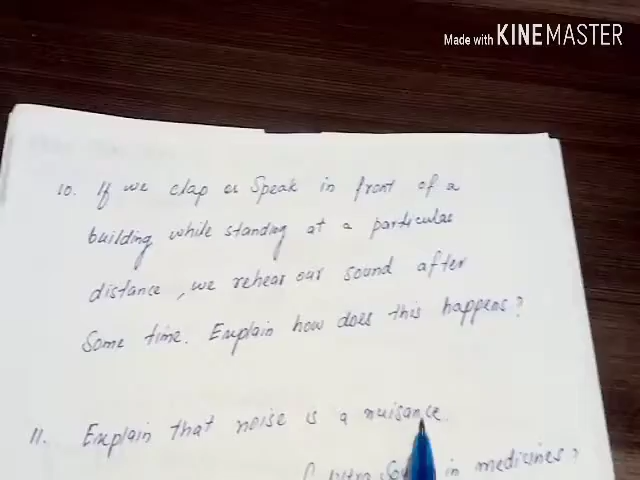 Made with KINEMASTER
10. If we clap or Speak in front of a
building while standing at a particular
distance, we rehear our sound after
Some time. Explain how does this happens?
11. Explain that noise is a nuisance.
in medicines?